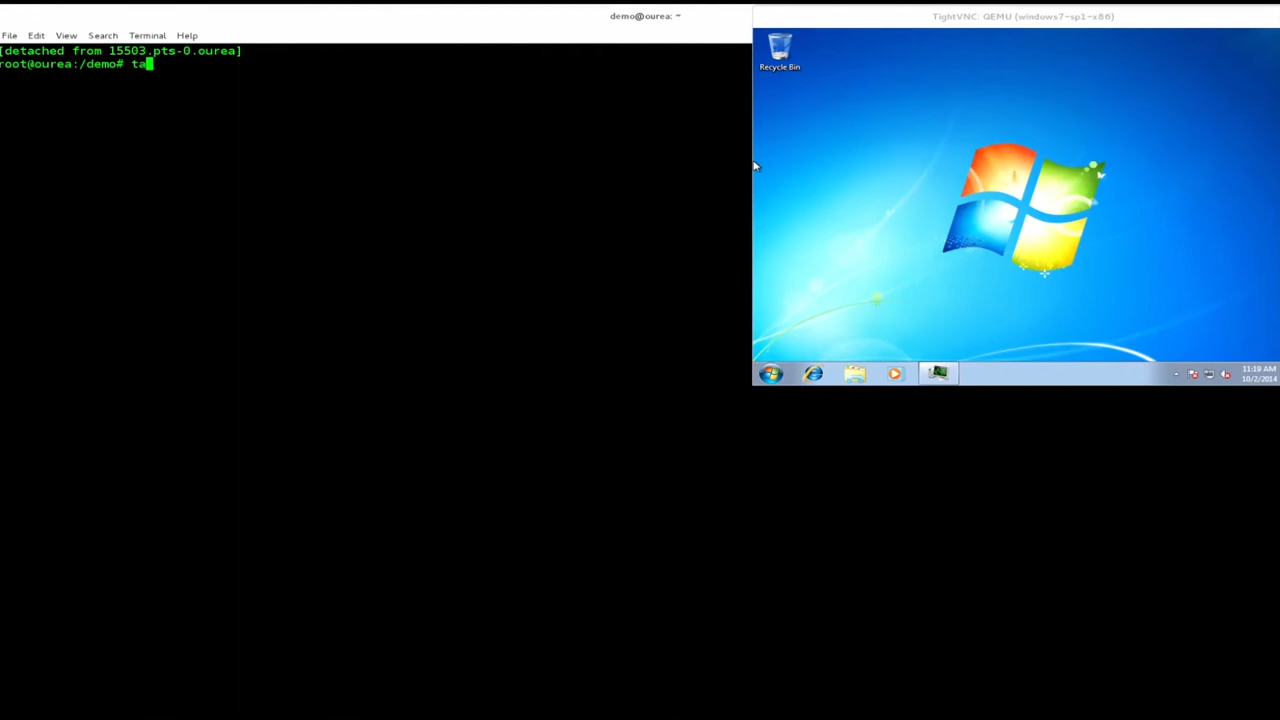 demo@ourea: ~
File Edit View Search Terminal Help
[detached from 15503.pts-0.ourea]
root@ourea:/demo# ta
TightVNC: QEMU (windows7-sp1-x86)
Recycle Bin
11:19 AM
10/2/2014